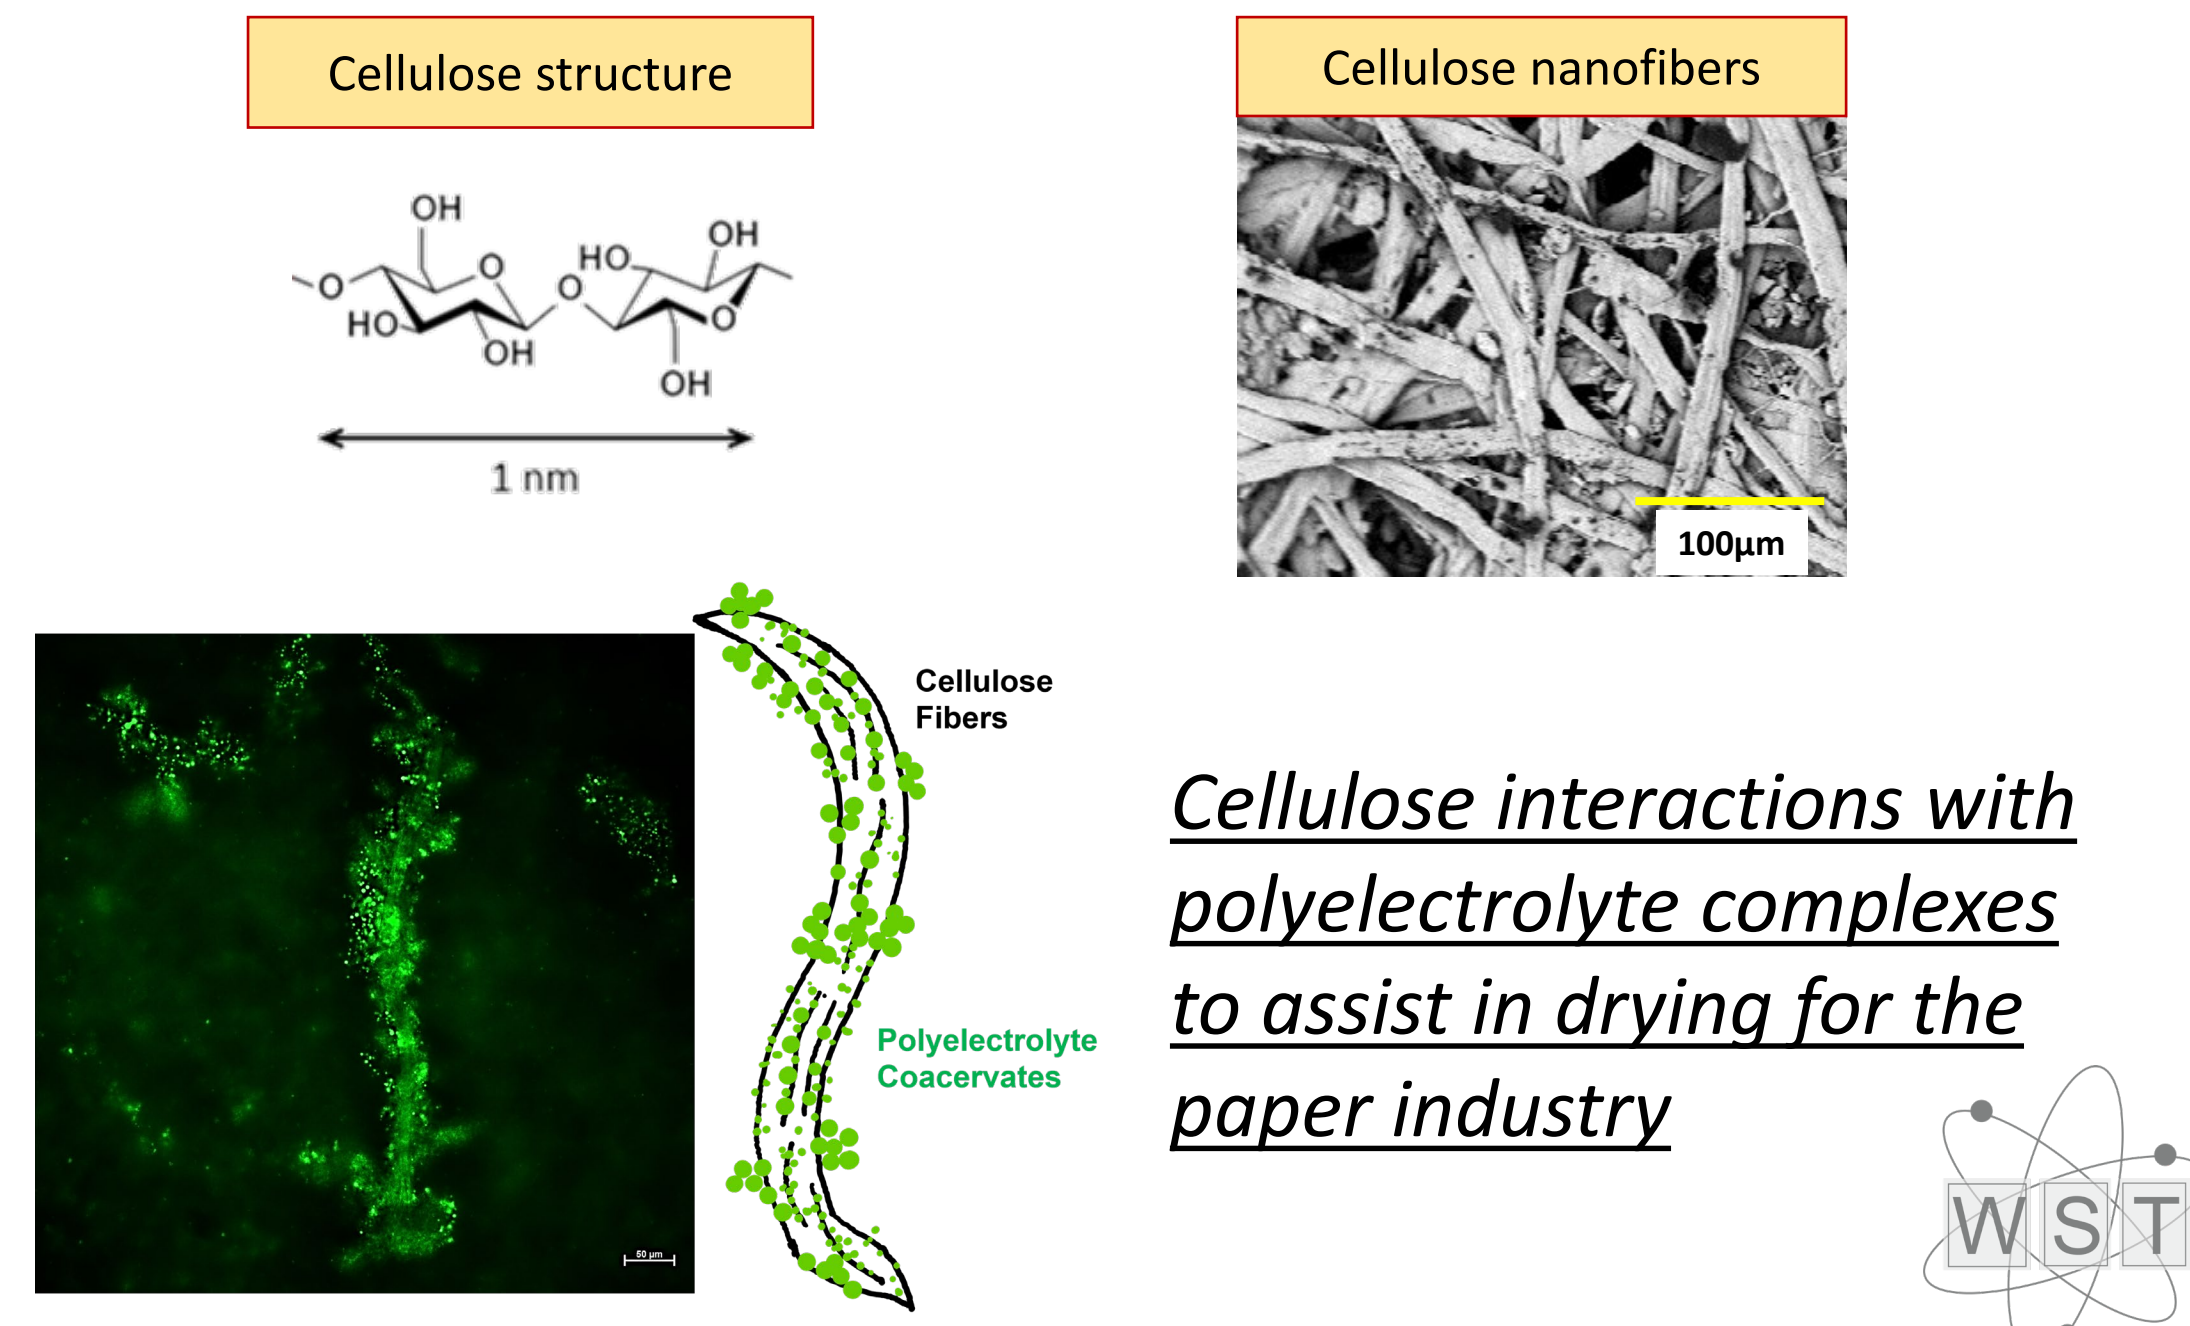 Cellulose structure
OH
O
HO
OH
O
HO
OH
O
OH
1 nm
Cellulose nanofibers
100µm
50 µm
Cellulose
Fibers
Polyelectrolyte
Coacervates
Cellulose interactions with
polyelectrolyte complexes
to assist in drying for the
paper industry
W S T